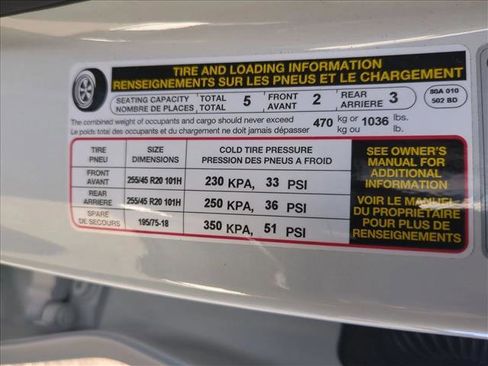 TIRE AND LOADING INFORMATION
RENSEIGNEMENTS SUR LES PNEUS ET LE CHARGEMENT
SEATING CAPACITY TOTAL 5 FRONT 2 REAR 3
NOMBRE DE PLACES TOTAL AVANT ARRIERE
80A 010
502 BD
The combined weight of occupants and cargo should never exceed 470 kg or 1036 lbs.
Le poids total des occupants et du chargement ne doit jamais dépasser kg ou lb.
TIRE SIZE COLD TIRE PRESSURE
PNEU DIMENSIONS PRESSION DES PNEUS A FROID
FRONT
AVANT 255/45 R20 101H 230 KPA, 33 PSI
REAR
ARRIERE 255/45 R20 101H 250 KPA, 36 PSI
SPARE
DE SECOURS 195/75-18 350 KPA, 51 PSI
SEE OWNER'S
MANUAL FOR
ADDITIONAL
INFORMATION
VOIR LE MANUEL
DU PROPRIÉTAIRE
POUR PLUS DE
RENSEIGNEMENTS